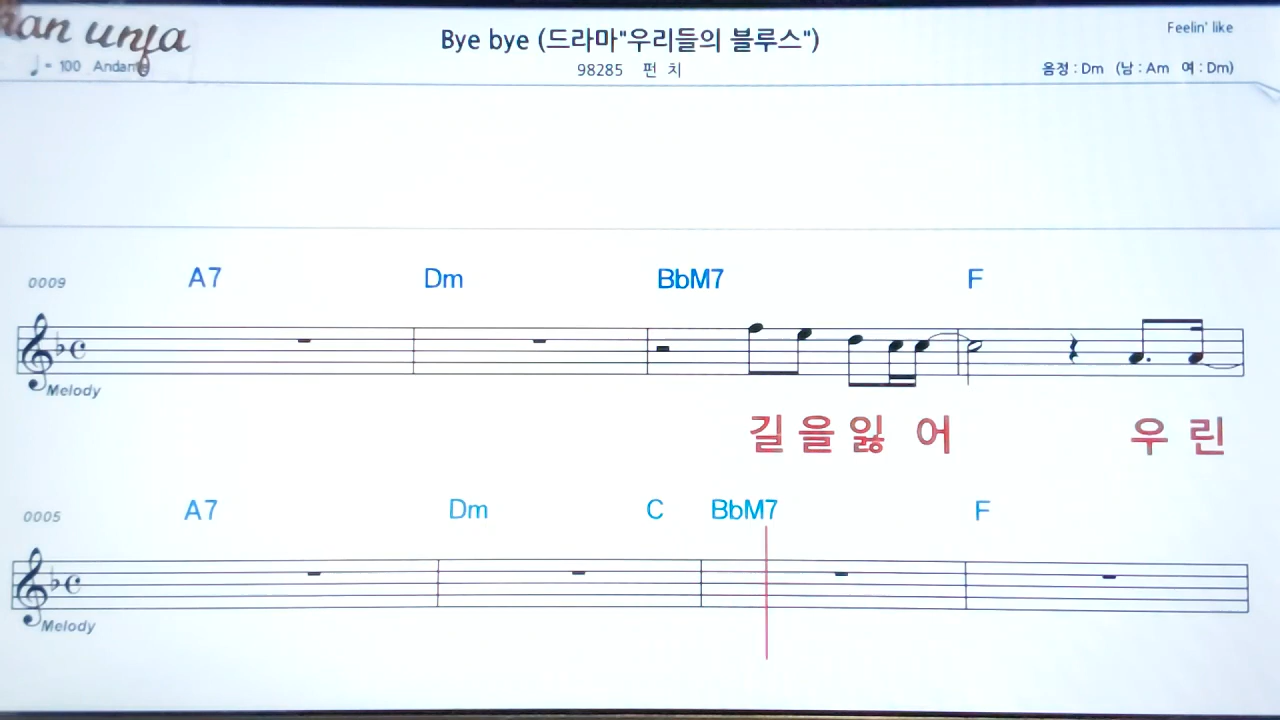 Bye bye (드라마"우리들의 블루스")
Feelin' like
♩ = 100 Andante
98285 펀 치
음정 : Dm (남 : Am 여 : Dm)
0009 A7 Dm BbM7 F
Melody
길 을 잃 어 우 린
0005 A7 Dm C BbM7 F
Melody